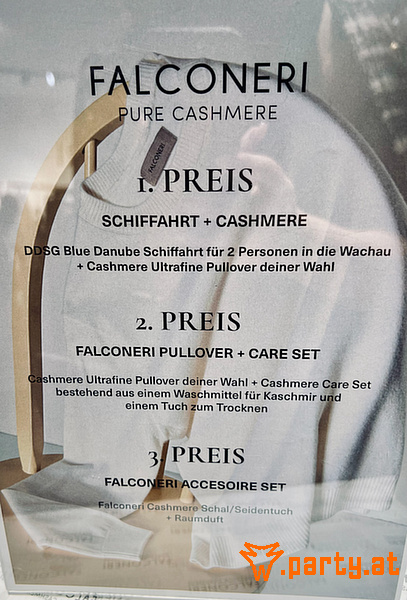 FALCONERI
PURE CASHMERE
FALCONERI
1. PREIS
SCHIFFAHRT + CASHMERE
DDSG Blue Danube Schiffahrt für 2 Personen in die Wachau
+ Cashmere Ultrafine Pullover deiner Wahl
2. PREIS
FALCONERI PULLOVER + CARE SET
Cashmere Ultrafine Pullover deiner Wahl + Cashmere Care Set
bestehend aus einem Waschmittel für Kaschmir und
einem Tuch zum Trocknen
3. PREIS
FALCONERI ACCESOIRE SET
Falconeri Cashmere Schal/Seidentuch
+ Raumduft
.party.at